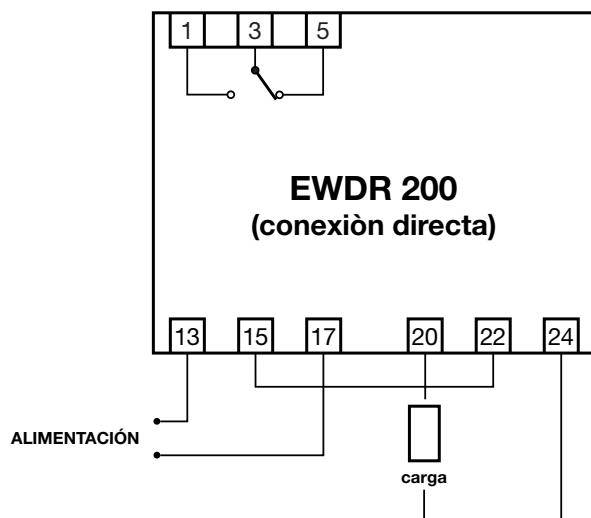 1 3 5
EWDR 200
(conexiòn directa)
13 15 17 20 22 24
ALIMENTACIÓN
carga